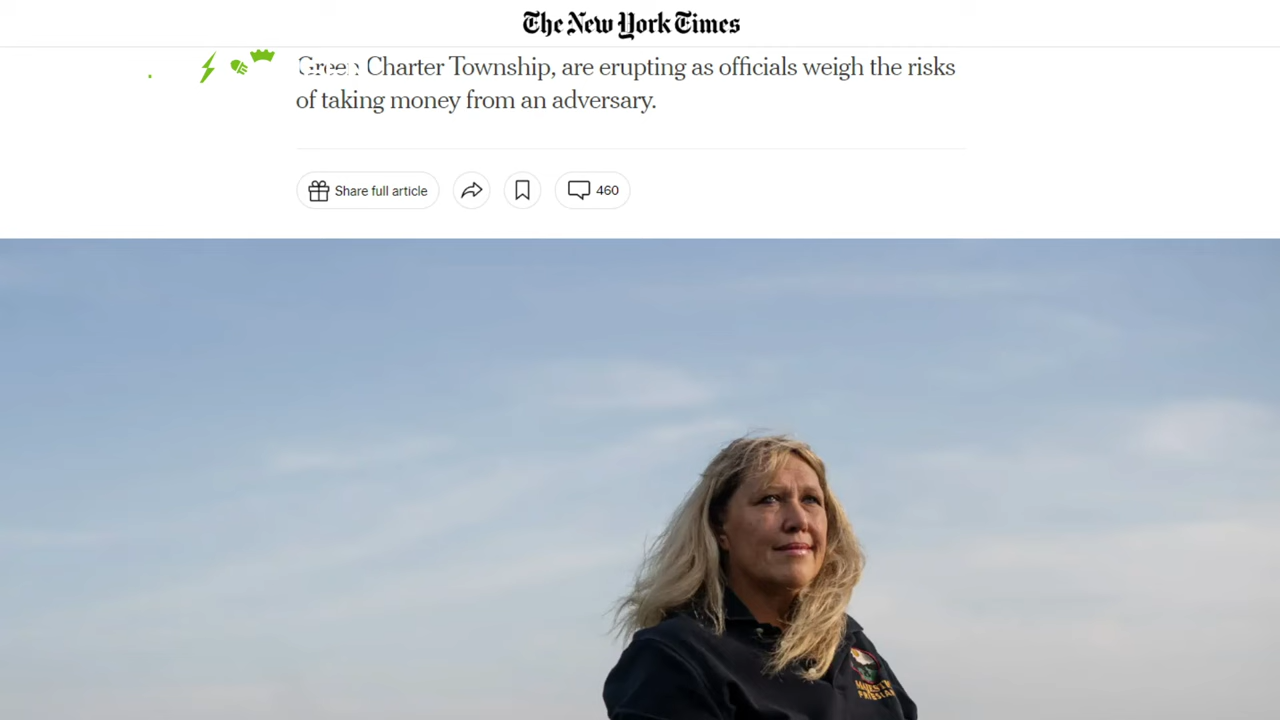 The New York Times
Green Charter Township, are erupting as officials weigh the risks
of taking money from an adversary.
Share full article
460